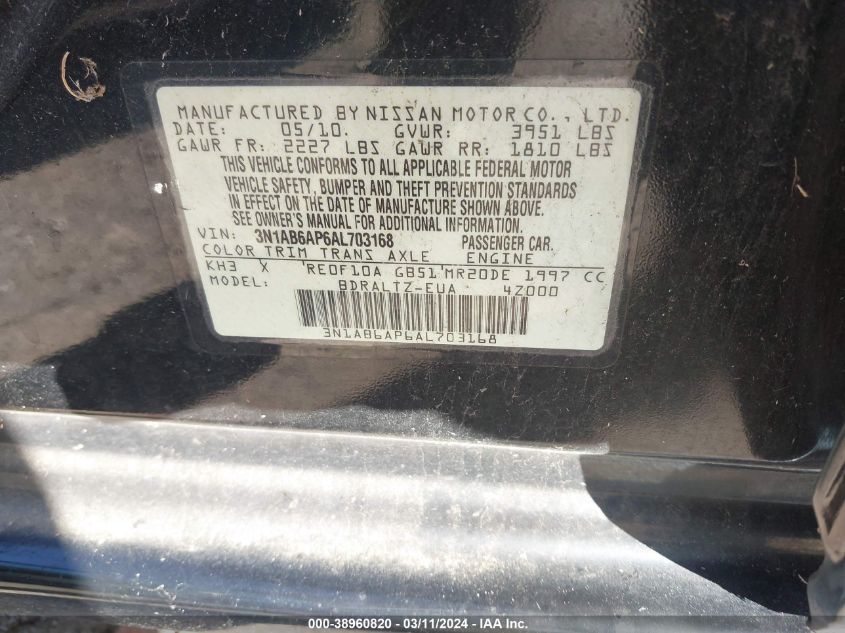 MANUFACTURED BY NISSAN MOTOR CO., LTD.
DATE: 05/10. GVWR: 3951 LBS
GAWR FR: 2227 LBS GAWR RR: 1810 LBS
THIS VEHICLE CONFORMS TO ALL APPLICABLE FEDERAL MOTOR
VEHICLE SAFETY, BUMPER AND THEFT PREVENTION STANDARDS
IN EFFECT ON THE DATE OF MANUFACTURE SHOWN ABOVE.
SEE OWNER'S MANUAL FOR ADDITIONAL INFORMATION.
VIN: 3N1AB6AP6AL703168 PASSENGER CAR.
COLOR TRIM TRANS AXLE ENGINE
KH3 X RE0F10A GB51 MR20DE 1997 CC
MODEL: BDRALTZ-EUA 4Z000
3N1AB6AP6AL703168
000-38960820 - 03/11/2024 - © IAA, Inc.